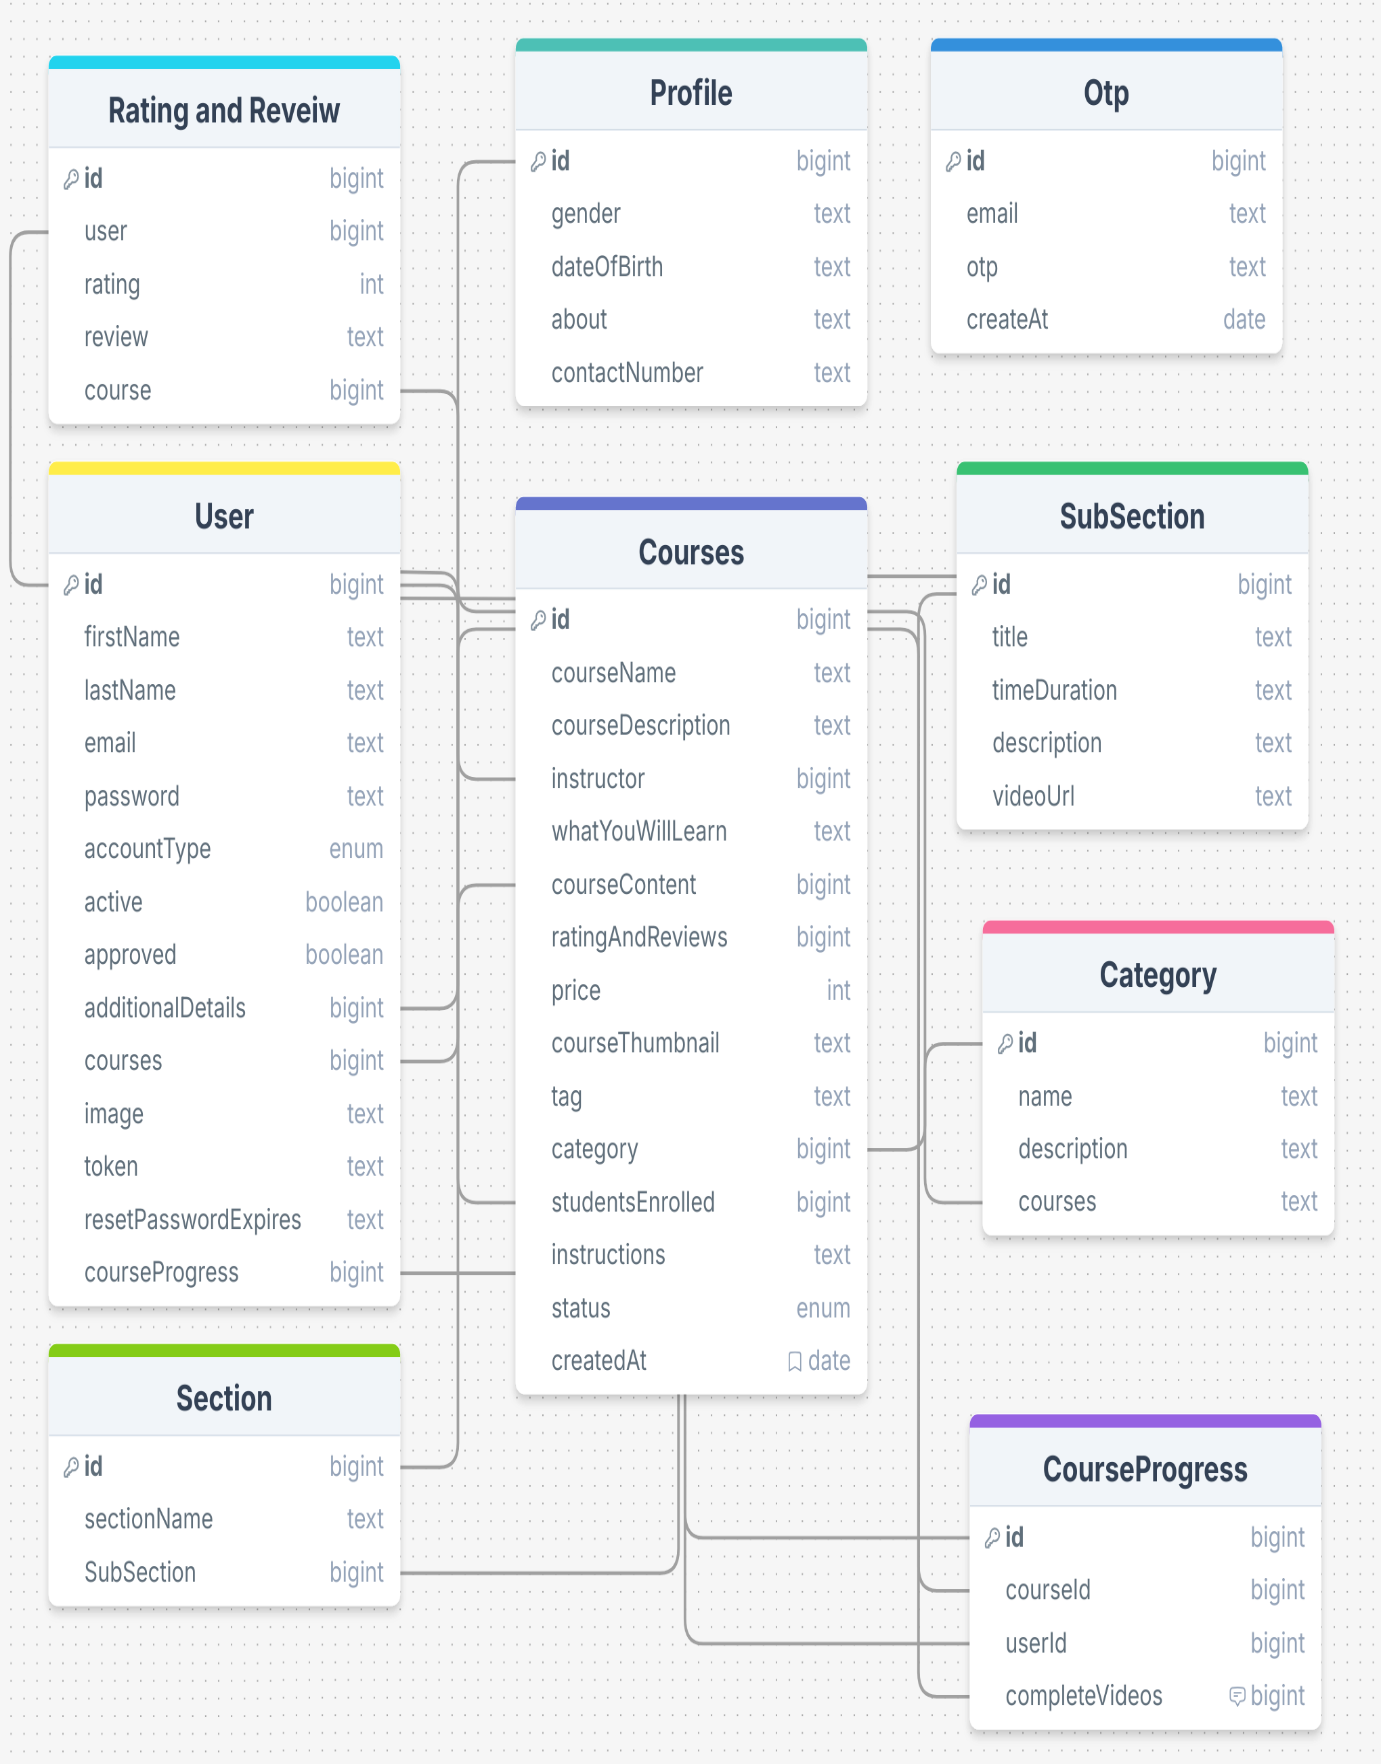 Rating and Reveiw
id bigint
user bigint
rating int
review text
course bigint
Profile
id bigint
gender text
dateOfBirth text
about text
contactNumber text
Otp
id bigint
email text
otp text
createAt date
User
id bigint
firstName text
lastName text
email text
password text
accountType enum
active boolean
approved boolean
additionalDetails bigint
courses bigint
image text
token text
resetPasswordExpires text
courseProgress bigint
Courses
id bigint
courseName text
courseDescription text
instructor bigint
whatYouWillLearn text
courseContent bigint
ratingAndReviews bigint
price int
courseThumbnail text
tag text
category bigint
studentsEnrolled bigint
instructions text
status enum
createdAt date
SubSection
id bigint
title text
timeDuration text
description text
videoUrl text
Category
id bigint
name text
description text
courses text
Section
id bigint
sectionName text
SubSection bigint
CourseProgress
id bigint
courseId bigint
userId bigint
completeVideos bigint